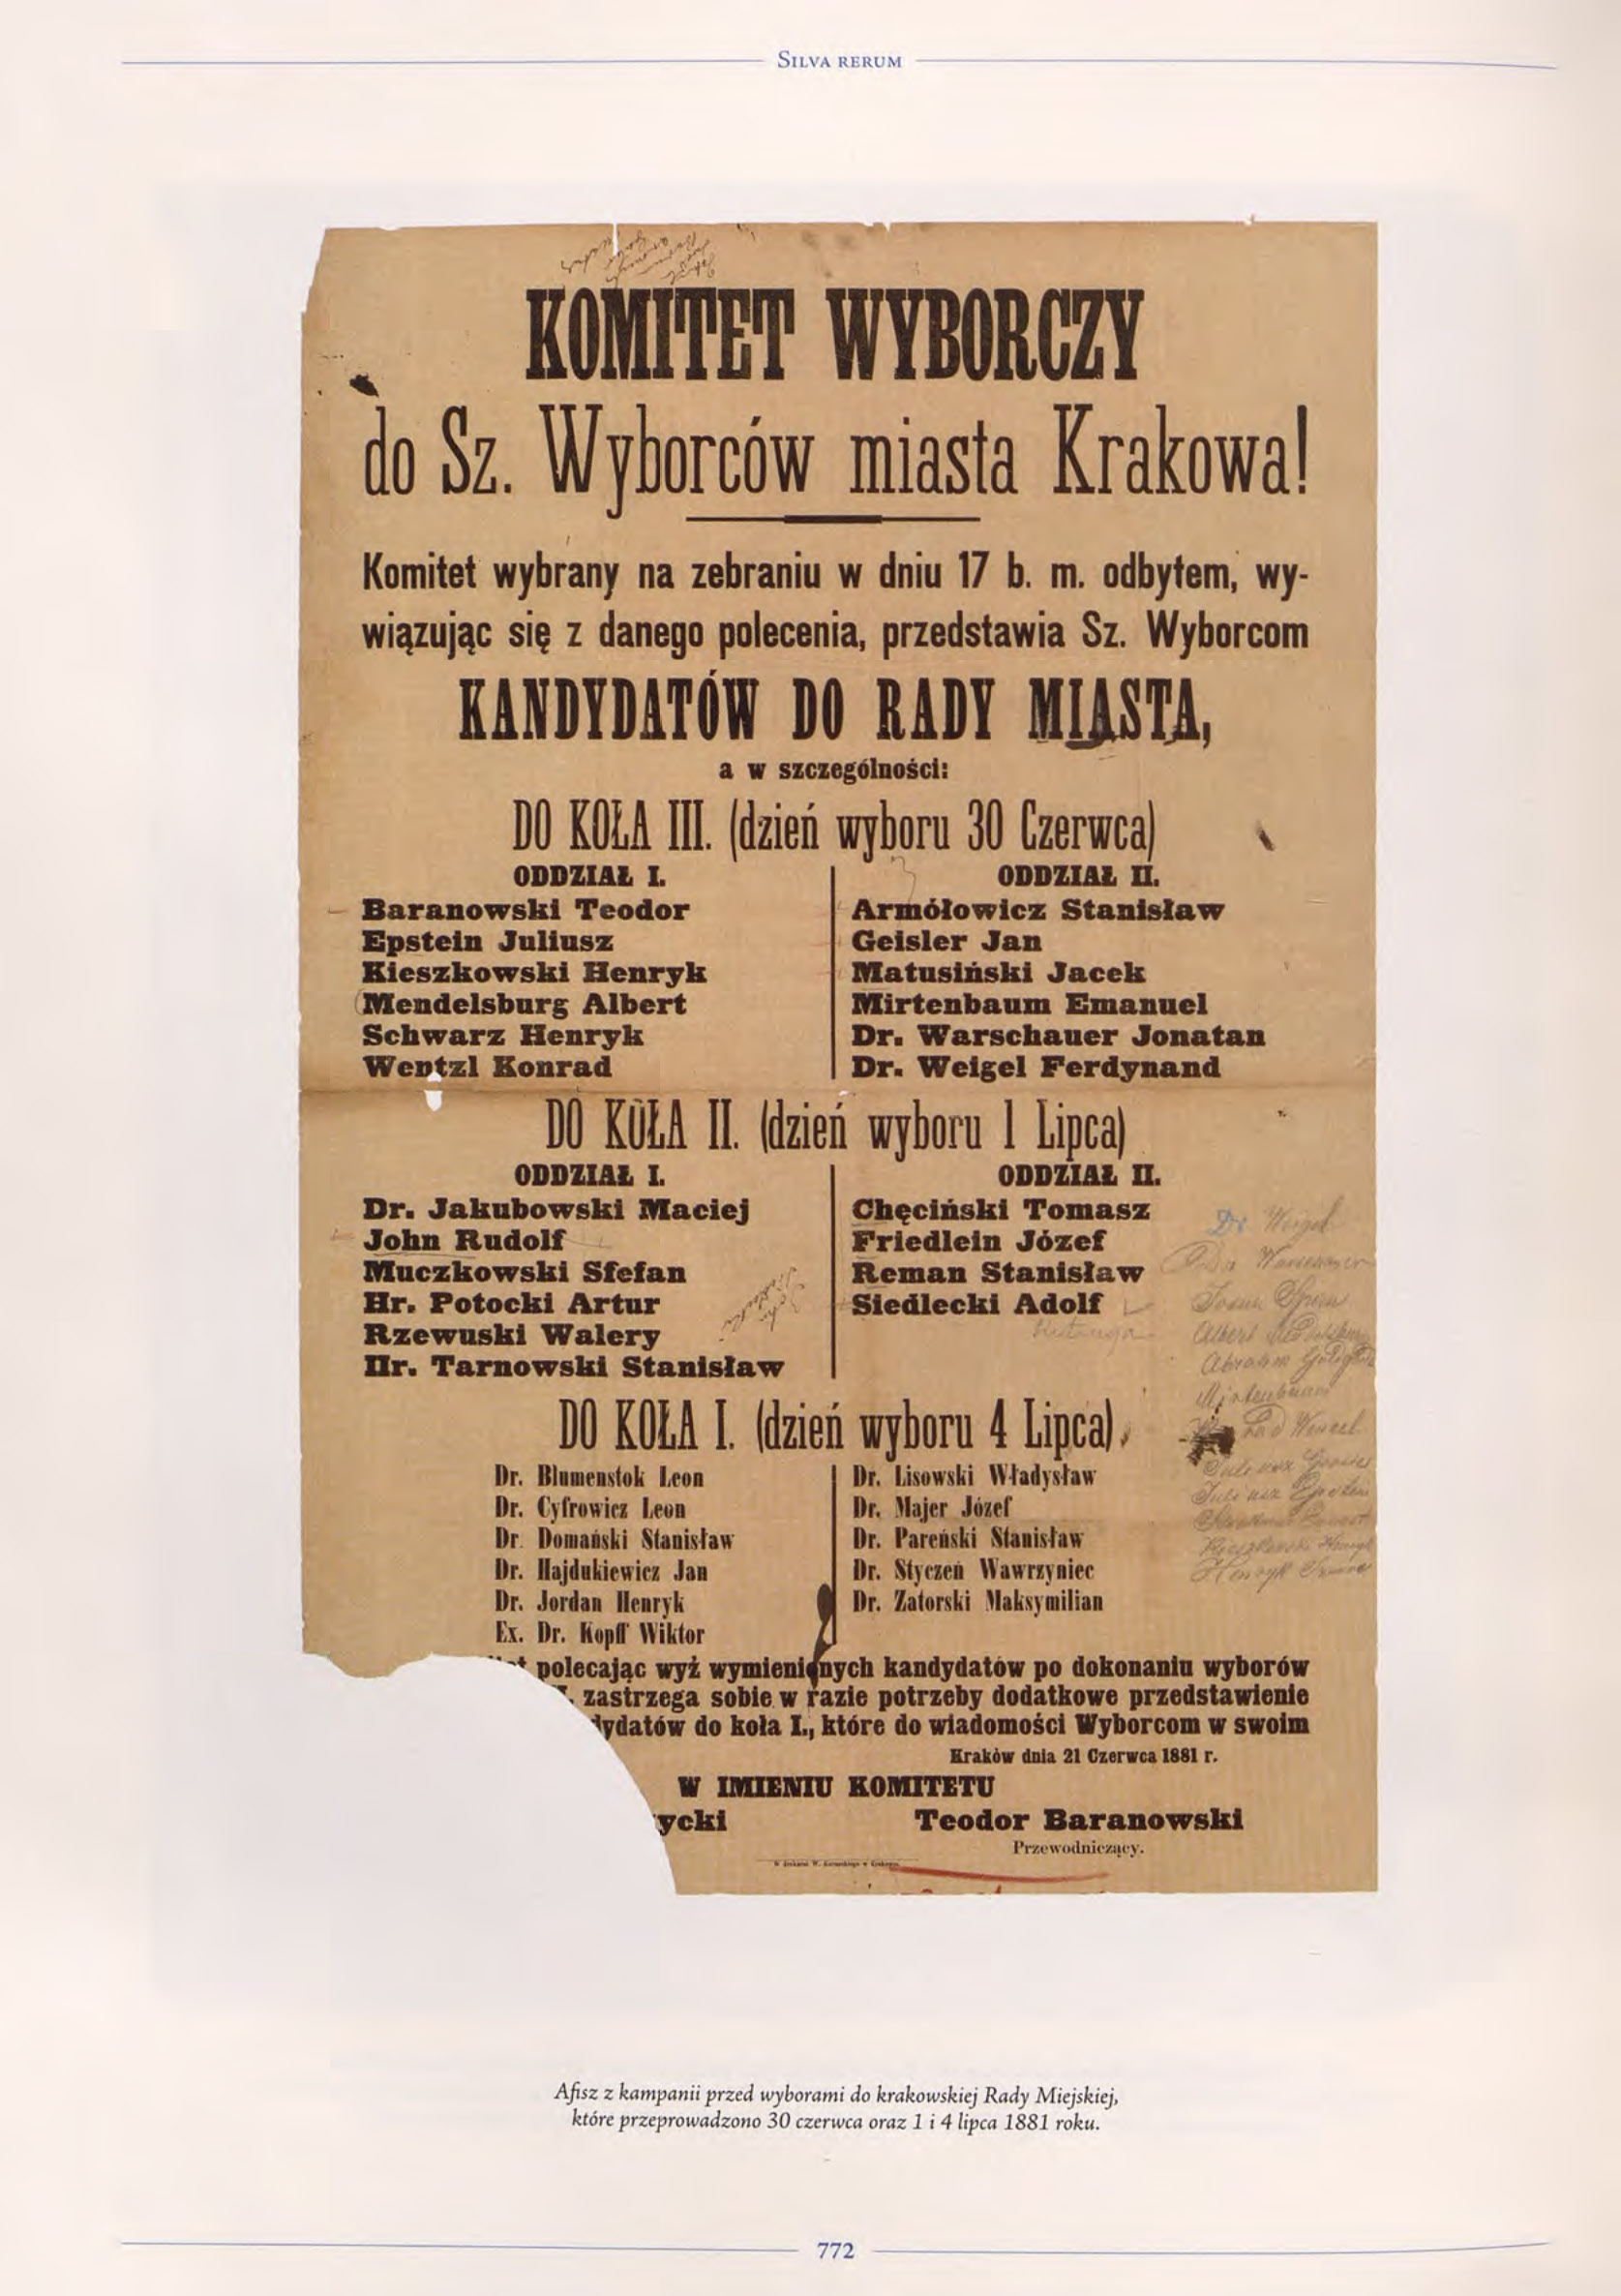 SILVA RERUM
KOMITET WYBORCZY
do Sz. Wyborców miasta Krakowa!
Komitet wybrany na zebraniu w dniu 17 b. m. odbytem, wy-
wiązując się z danego polecenia, przedstawia Sz. Wyborcom
KANDYDATÓW DO RADY MIASTA,
a w szczególności:
DO KOŁA III. (dzień wyboru 30 Czerwca)
ODDZIAŁ I.
Baranowski Teodor
Epstein Juliusz
Kieszkowski Henryk
Mendelsburg Albert
Schwarz Henryk
Wentzl Konrad
ODDZIAŁ II.
Armółowicz Stanisław
Geisler Jan
Matusiński Jacek
Mirtenbaum Emanuel
Dr. Warschauer Jonatan
Dr. Weigel Ferdynand
DO KOŁA II. (dzień wyboru 1 Lipca)
ODDZIAŁ I.
Dr. Jakubowski Maciej
John Rudolf
Muczkowski Sfefan
Hr. Potocki Artur
Rzewuski Walery
Hr. Tarnowski Stanisław
ODDZIAŁ II.
Chęciński Tomasz
Friedlein Józef
Reman Stanisław
Siedlecki Adolf
Dr Weigel
Albert
Abraham
Mirtenbaum
Henryk
DO KOŁA I. (dzień wyboru 4 Lipca)
Dr. Blumenstok Leon
Dr. Cyfrowicz Leon
Dr. Domański Stanisław
Dr. Hajdukiewicz Jan
Dr. Jordan Henryk
Ex. Dr. Kopff Wiktor
Dr. Lisowski Władysław
Dr. Majer Józef
Dr. Pareński Stanisław
Dr. Styczeń Wawrzyniec
Dr. Zatorski Maksymilian
polecając wyż wymienionych kandydatów po dokonaniu wyborów
zastrzega sobie w razie potrzeby dodatkowe przedstawienie
dydatów do koła I., które do wiadomości Wyborcom w swoim
Kraków dnia 21 Czerwca 1881 r.
W IMIENIU KOMITETU
ycki
Teodor Baranowski
Przewodniczący.
Afisz z kampanii przed wyborami do krakowskiej Rady Miejskiej,
które przeprowadzono 30 czerwca oraz 1 i 4 lipca 1881 roku.
772